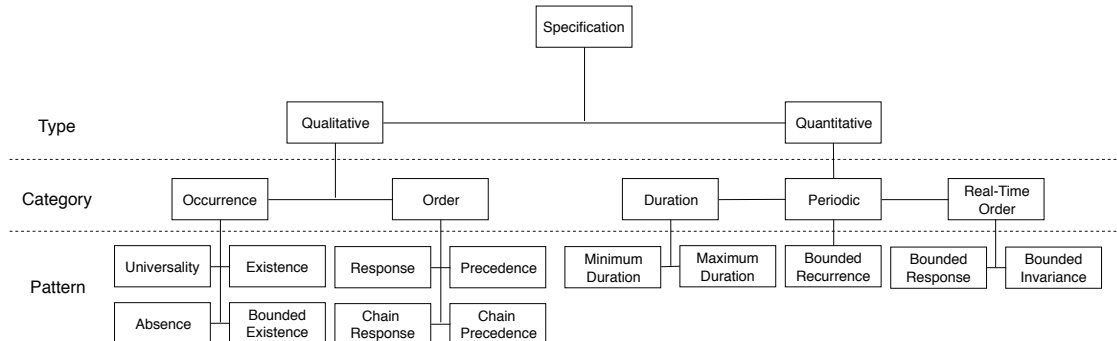 Specification
Type
Qualitative
Quantitative
Category
Occurrence
Order
Duration
Periodic
Real-Time
Order
Pattern
Universality
Existence
Response
Precedence
Minimum
Duration
Maximum
Duration
Bounded
Recurrence
Bounded
Response
Bounded
Invariance
Absence
Bounded
Existence
Chain
Response
Chain
Precedence